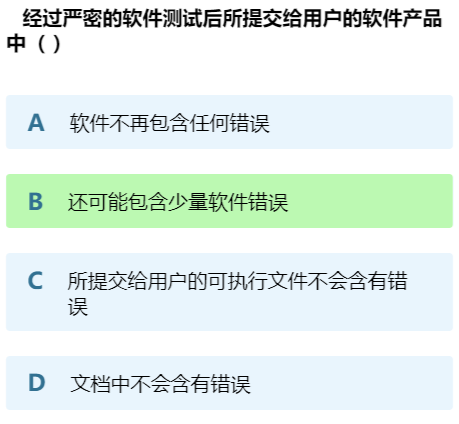 经过严密的软件测试后所提交给用户的软件产品
中（ ）
A 软件不再包含任何错误
B 还可能包含少量软件错误
C 所提交给用户的可执行文件不会含有错
误
D 文档中不会含有错误